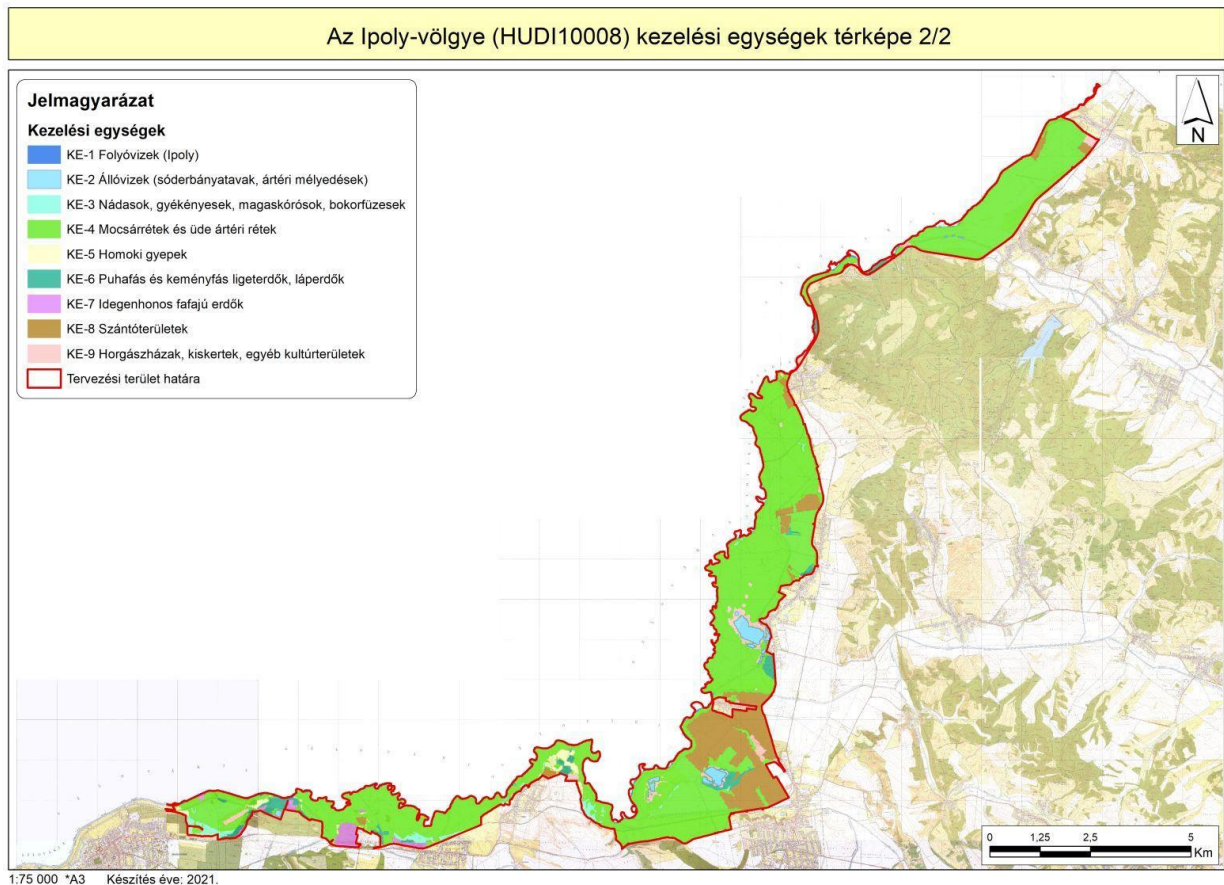 Az Ipoly-völgye (HUDI10008) kezelési egységek térképe 2/2
Jelmagyarázat
Kezelési egységek
KE-1 Folyóvizek (Ipoly)
KE-2 Állóvizek (sóderbányatavak, ártéri mélyedések)
KE-3 Nádasok, gyékényesek, magaskórósok, bokorfüzesek
KE-4 Mocsárrétek és üde ártéri rétek
KE-5 Homoki gyepek
KE-6 Puhafás és keményfás ligeterdők, láperdők
KE-7 Idegenhonos fafajú erdők
KE-8 Szántóterületek
KE-9 Horgászházak, kiskertek, egyéb kultúrterületek
Tervezési terület határa
N
0 1,25 2,5 5
Km
1:75 000 *A3 Készítés éve: 2021.